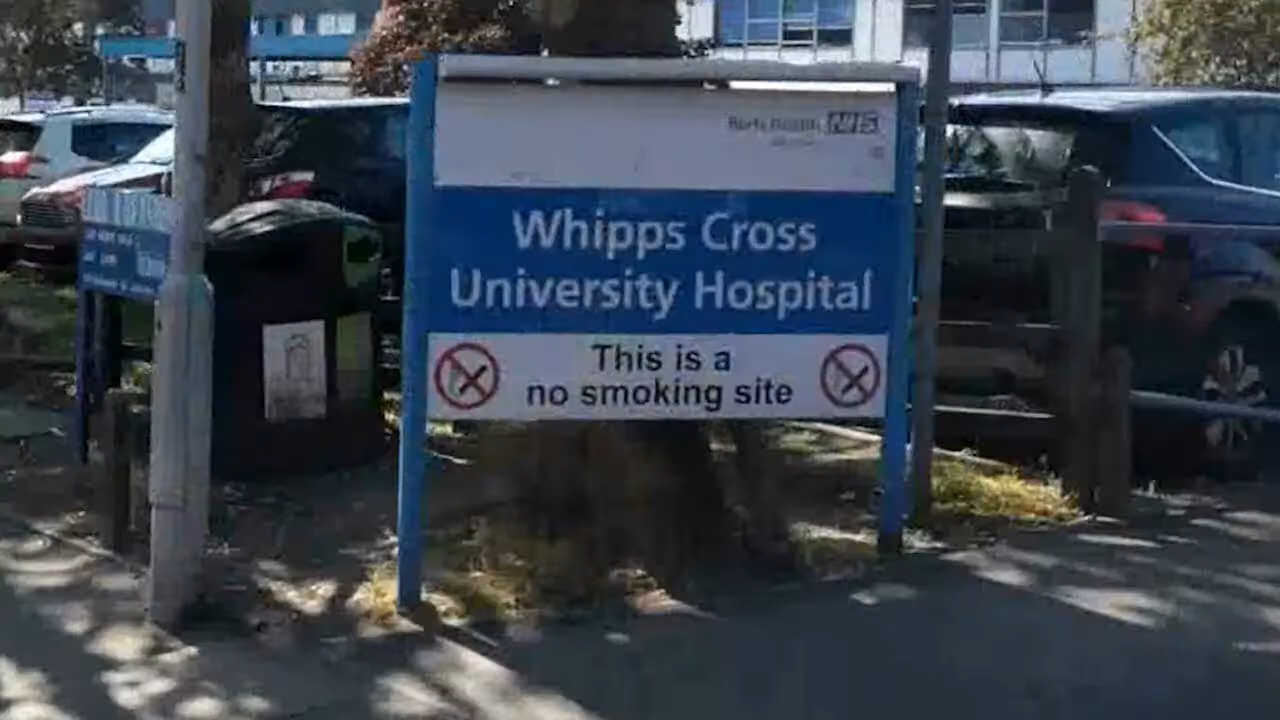 Barts Health NHS
Whipps Cross
University Hospital
This is a
no smoking site